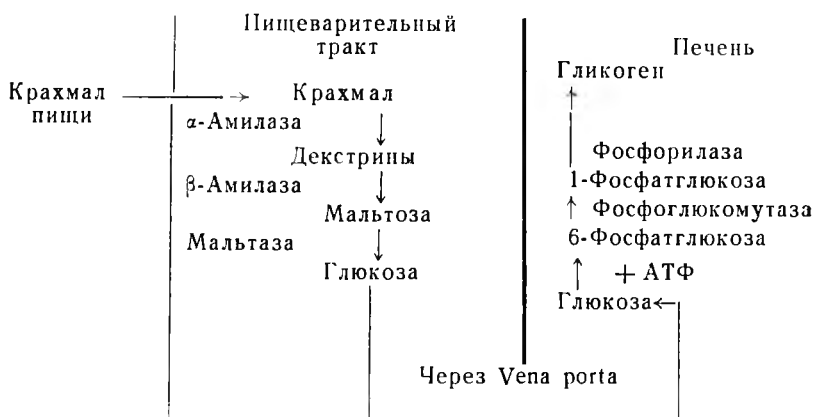 Пищеварительный
тракт
Печень
Гликоген
Крахмал
пищи
Крахмал
α-Амилаза
Декстрины
β-Амилаза
Мальтоза
Мальтаза
Глюкоза
Фосфорилаза
1-Фосфатглюкоза
Фосфоглюкомутаза
6-Фосфатглюкоза
+ АТФ
Глюкоза
Через Vena porta